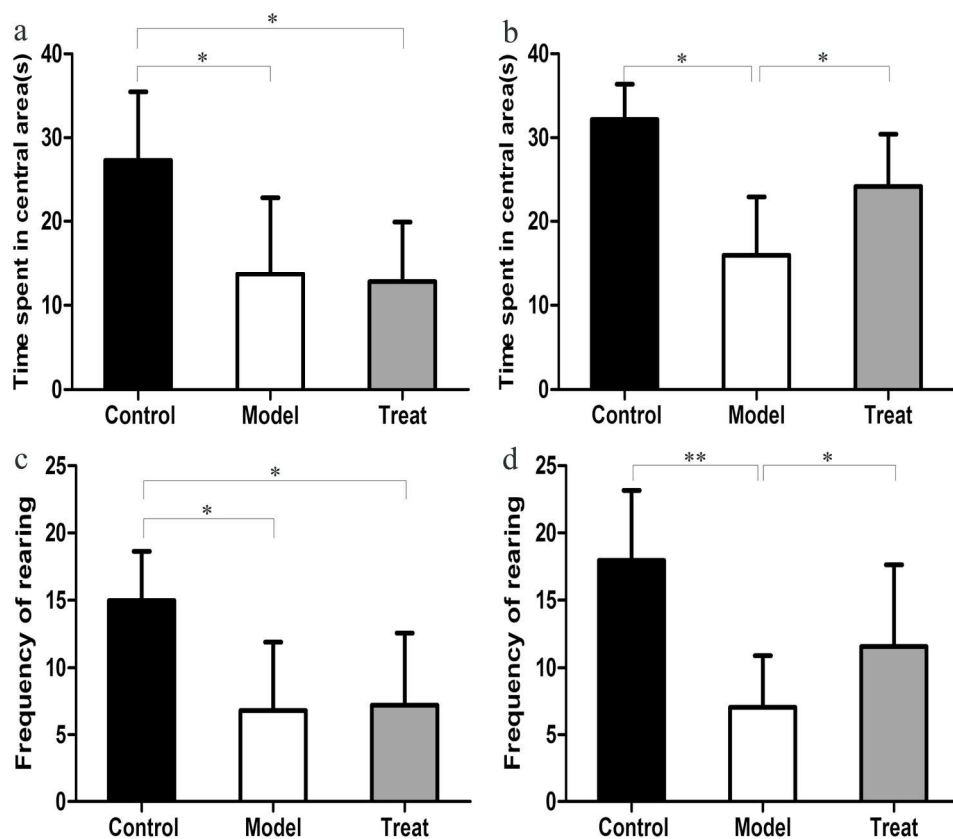 a
*
*
Time spent in central area(s)
40
30
20
10
0
Control Model Treat
b
* *
Time spent in central area(s)
40
30
20
10
0
Control Model Treat
c
*
*
Frequency of rearing
25
20
15
10
5
0
Control Model Treat
d
** *
Frequency of rearing
25
20
15
10
5
0
Control Model Treat